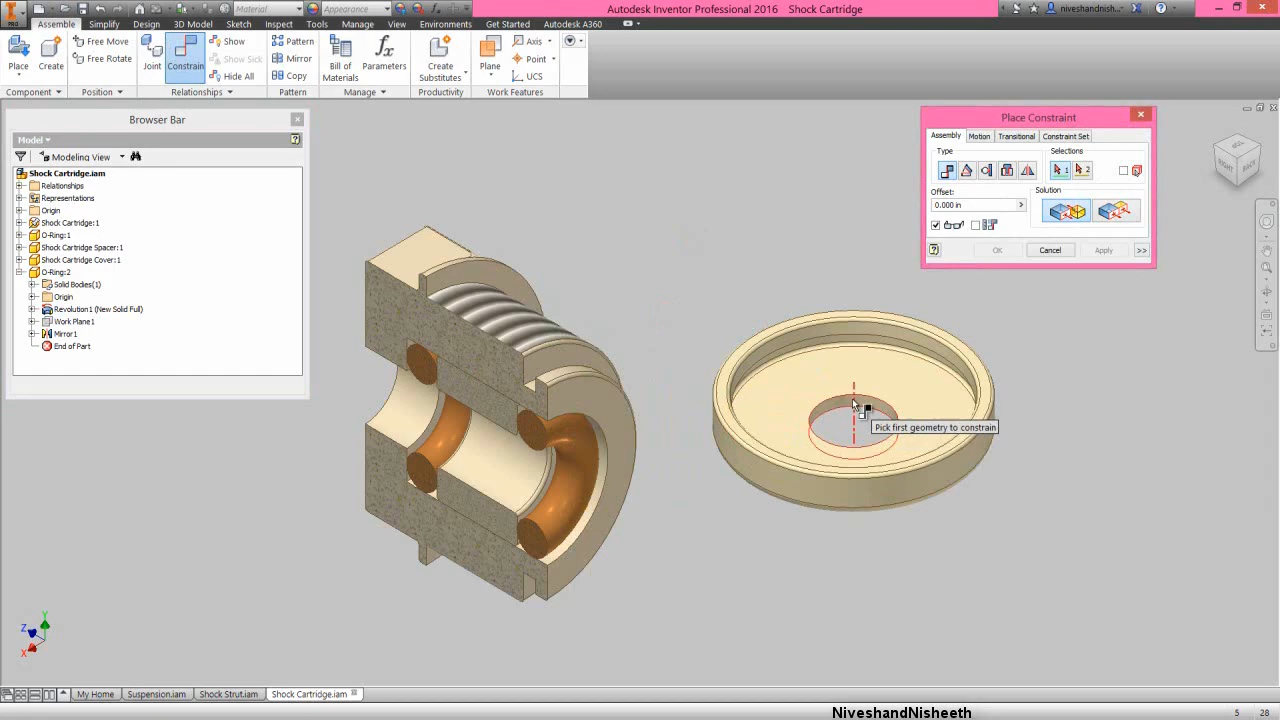 PRO
Material
Appearance
Autodesk Inventor Professional 2016   Shock Cartridge
niveshandnish...
Assemble Simplify Design 3D Model Sketch Inspect Tools Manage View Environments Get Started Autodesk A360
Place Create
Free Move
Free Rotate
Joint Constrain
Show
Show Sick
Hide All
Pattern
Mirror
Copy
Bill of Materials
Parameters
Create Substitutes
Plane
Axis
Point
UCS
Component Position Relationships Pattern Manage Productivity Work Features
Browser Bar
Model
Modeling View
Shock Cartridge.iam
Relationships
Representations
Origin
Shock Cartridge:1
O-Ring:1
Shock Cartridge Spacer:1
Shock Cartridge Cover:1
O-Ring:2
Solid Bodies(1)
Origin
Revolution1 (New Solid Full)
Work Plane1
Mirror1
End of Part
Place Constraint
Assembly Motion Transitional Constraint Set
Type
Selections
1 2
Offset:
0.000 in
Solution
OK Cancel Apply >>
RIGHT
Pick first geometry to constrain
Y
Z
X
My Home Suspension.iam Shock Strut.iam Shock Cartridge.iam
NiveshandNisheeth
5 28